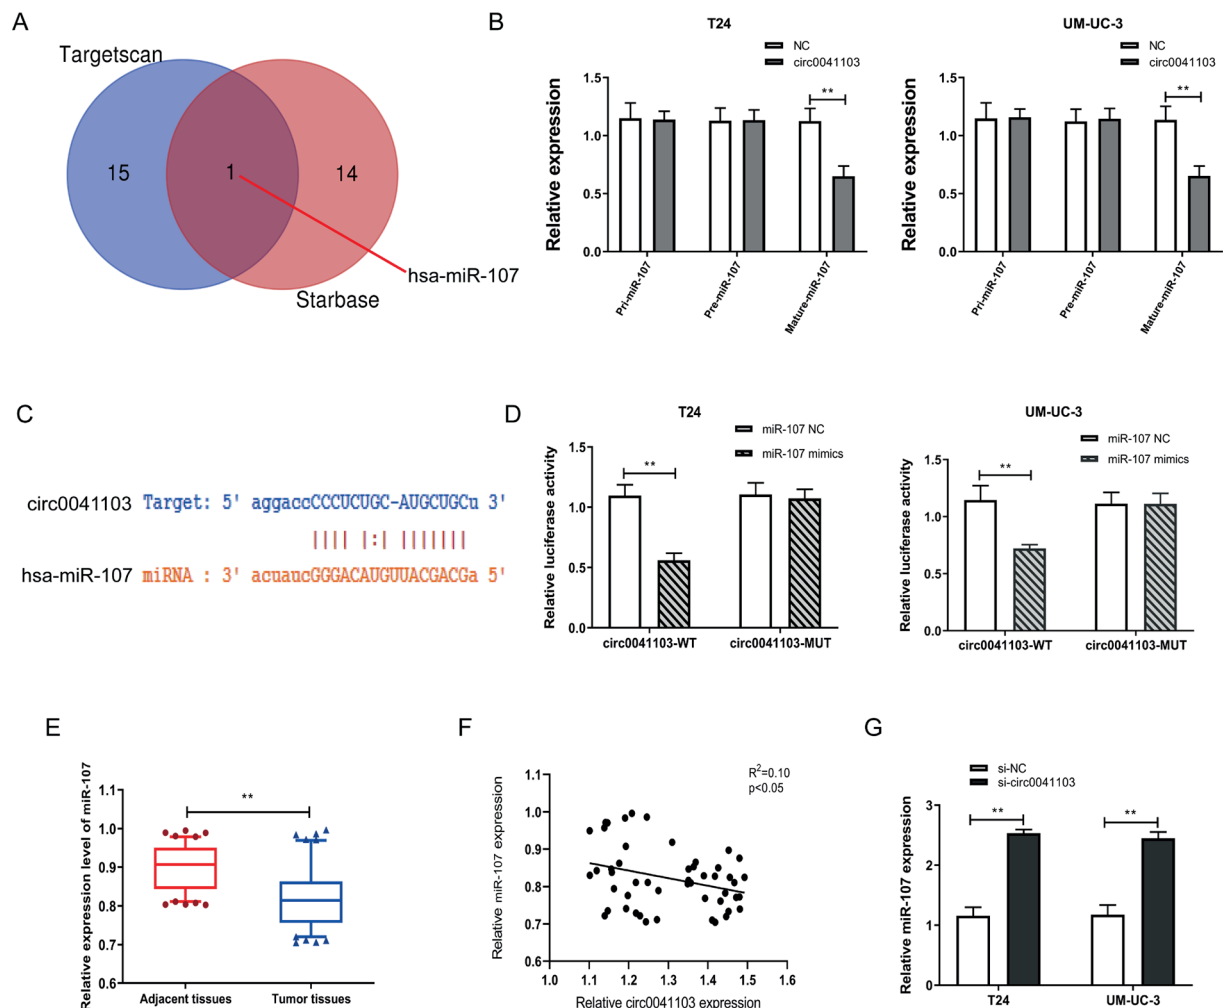 A
Targetscan
15
1
14
hsa-miR-107
Starbase
B
T24
NC
circ0041103
Relative expression
1.5
1.0
0.5
0.0
Pri-miR-107
Pre-miR-107
Mature-miR-107
**
UM-UC-3
NC
circ0041103
Relative expression
1.5
1.0
0.5
0.0
Pri-miR-107
Pre-miR-107
Mature-miR-107
**
C
circ0041103 Target: 5' aggaccCCCUCUGC-AUGCUGCu 3'
|||| |:| |||||||
hsa-miR-107 miRNA : 3' acuaucGGGACAUGUUACGACGa 5'
D
T24
miR-107 NC
miR-107 mimics
Relative luciferase activity
1.5
1.0
0.5
0.0
**
circ0041103-WT
circ0041103-MUT
UM-UC-3
miR-107 NC
miR-107 mimics
Relative luciferase activity
1.5
1.0
0.5
0.0
**
circ0041103-WT
circ0041103-MUT
E
Relative expression level of miR-107
1.1
1.0
0.9
0.8
0.7
0.6
**
Adjacent tissues
Tumor tissues
F
R²=0.10
p<0.05
Relative miR-107 expression
1.1
1.0
0.9
0.8
0.7
0.6
1.0 1.1 1.2 1.3 1.4 1.5 1.6
Relative circ0041103 expression
G
si-NC
si-circ0041103
Relative miR-107 expression
3
2
1
0
**
**
T24
UM-UC-3